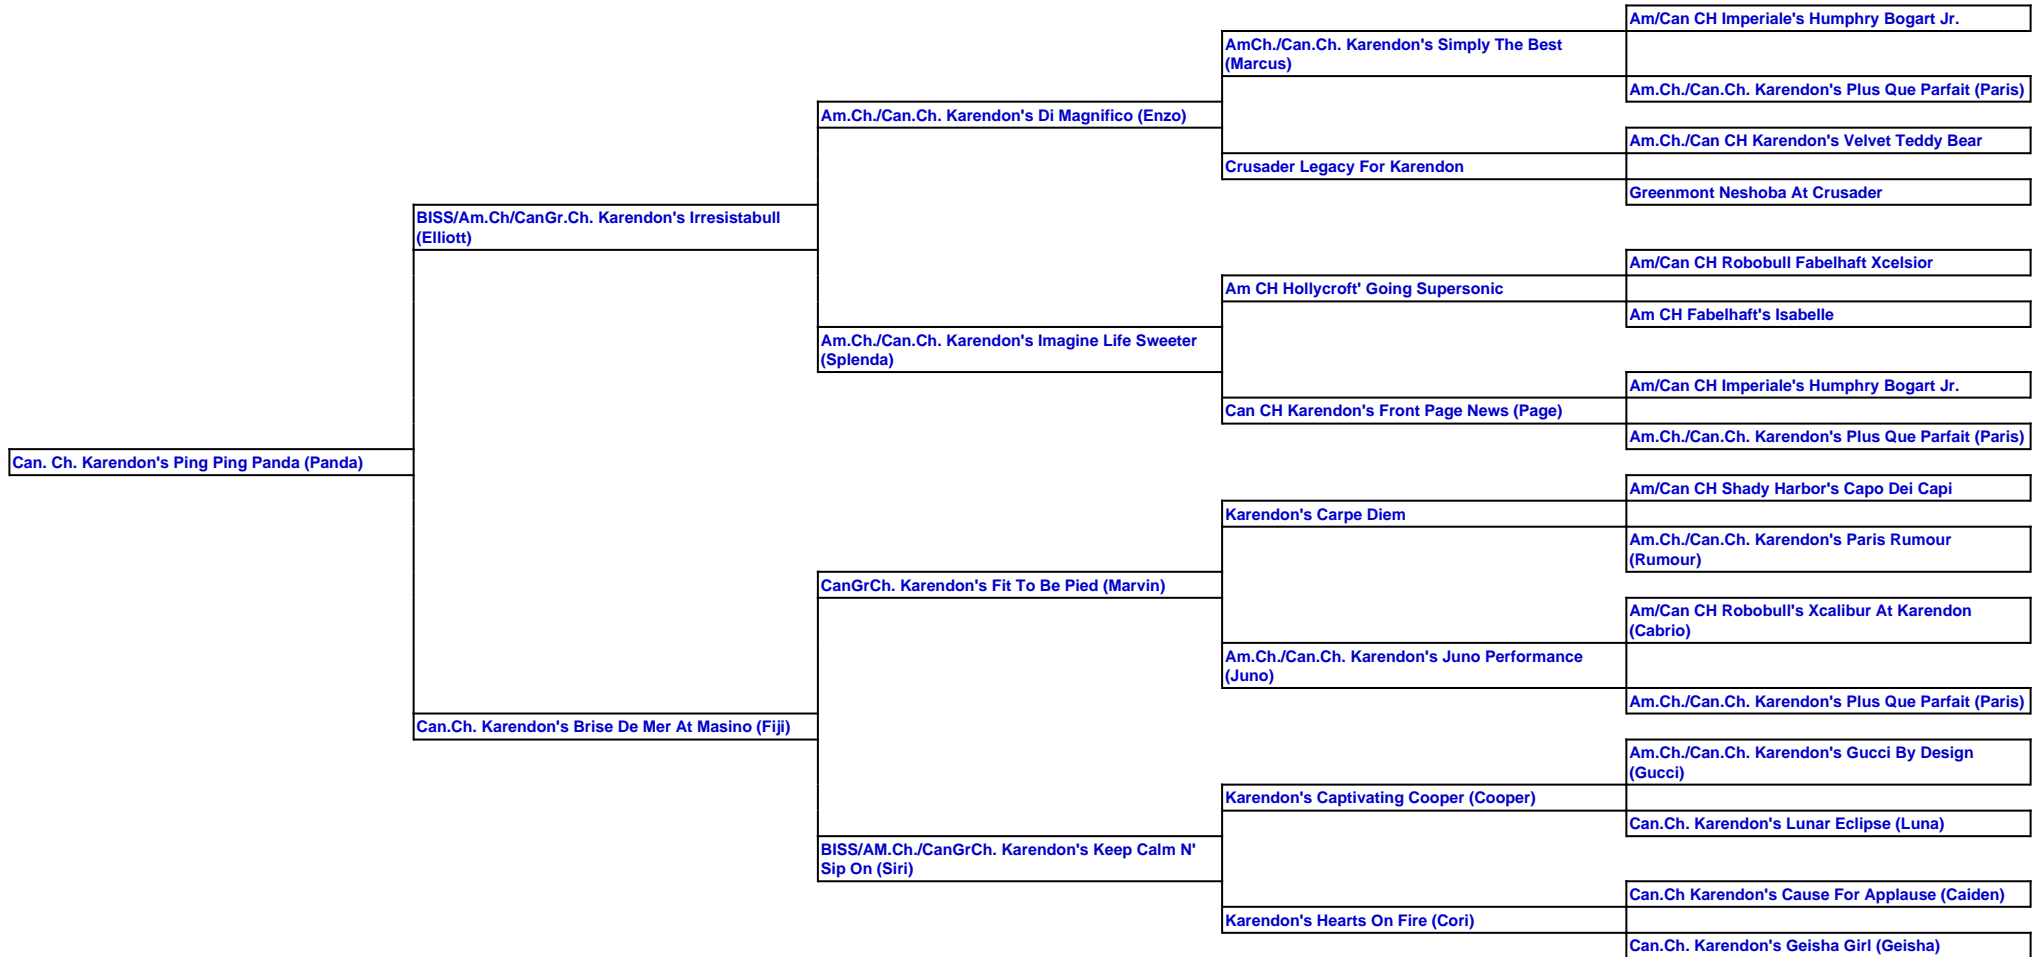 Am/Can CH Imperiale's Humphry Bogart Jr.
AmCh./Can.Ch. Karendon's Simply The Best
(Marcus)
Am.Ch./Can.Ch. Karendon's Plus Que Parfait (Paris)
Am.Ch./Can.Ch. Karendon's Di Magnifico (Enzo)
Am.Ch./Can CH Karendon's Velvet Teddy Bear
Crusader Legacy For Karendon
Greenmont Neshoba At Crusader
BISS/Am.Ch/CanGr.Ch. Karendon's Irresistabull
(Elliott)
Am/Can CH Robobull Fabelhaft Xcelsior
Am CH Hollycroft' Going Supersonic
Am CH Fabelhaft's Isabelle
Am.Ch./Can.Ch. Karendon's Imagine Life Sweeter
(Splenda)
Am/Can CH Imperiale's Humphry Bogart Jr.
Can CH Karendon's Front Page News (Page)
Am.Ch./Can.Ch. Karendon's Plus Que Parfait (Paris)
Can. Ch. Karendon's Ping Ping Panda (Panda)
Am/Can CH Shady Harbor's Capo Dei Capi
Karendon's Carpe Diem
Am.Ch./Can.Ch. Karendon's Paris Rumour
(Rumour)
CanGrCh. Karendon's Fit To Be Pied (Marvin)
Am/Can CH Robobull's Xcalibur At Karendon
(Cabrio)
Am.Ch./Can.Ch. Karendon's Juno Performance
(Juno)
Am.Ch./Can.Ch. Karendon's Plus Que Parfait (Paris)
Can.Ch. Karendon's Brise De Mer At Masino (Fiji)
Am.Ch./Can.Ch. Karendon's Gucci By Design
(Gucci)
Karendon's Captivating Cooper (Cooper)
Can.Ch. Karendon's Lunar Eclipse (Luna)
BISS/AM.Ch./CanGrCh. Karendon's Keep Calm N'
Sip On (Siri)
Can.Ch Karendon's Cause For Applause (Caiden)
Karendon's Hearts On Fire (Cori)
Can.Ch. Karendon's Geisha Girl (Geisha)